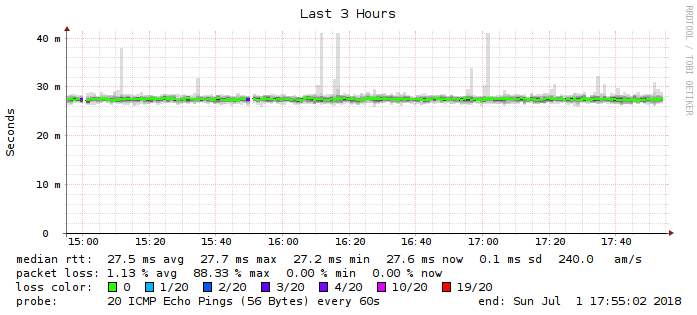 Last 3 Hours
RRDTOOL / TOBI OETIKER
Seconds
40 m
30 m
20 m
10 m
0
15:00 15:20 15:40 16:00 16:20 16:40 17:00 17:20 17:40
median rtt: 27.5 ms avg 27.7 ms max 27.2 ms min 27.6 ms now 0.1 ms sd 240.0 am/s
packet loss: 1.13 % avg 88.33 % max 0.00 % min 0.00 % now
loss color: 0 1/20 2/20 3/20 4/20 10/20 19/20
probe: 20 ICMP Echo Pings (56 Bytes) every 60s end: Sun Jul 1 17:55:02 2018